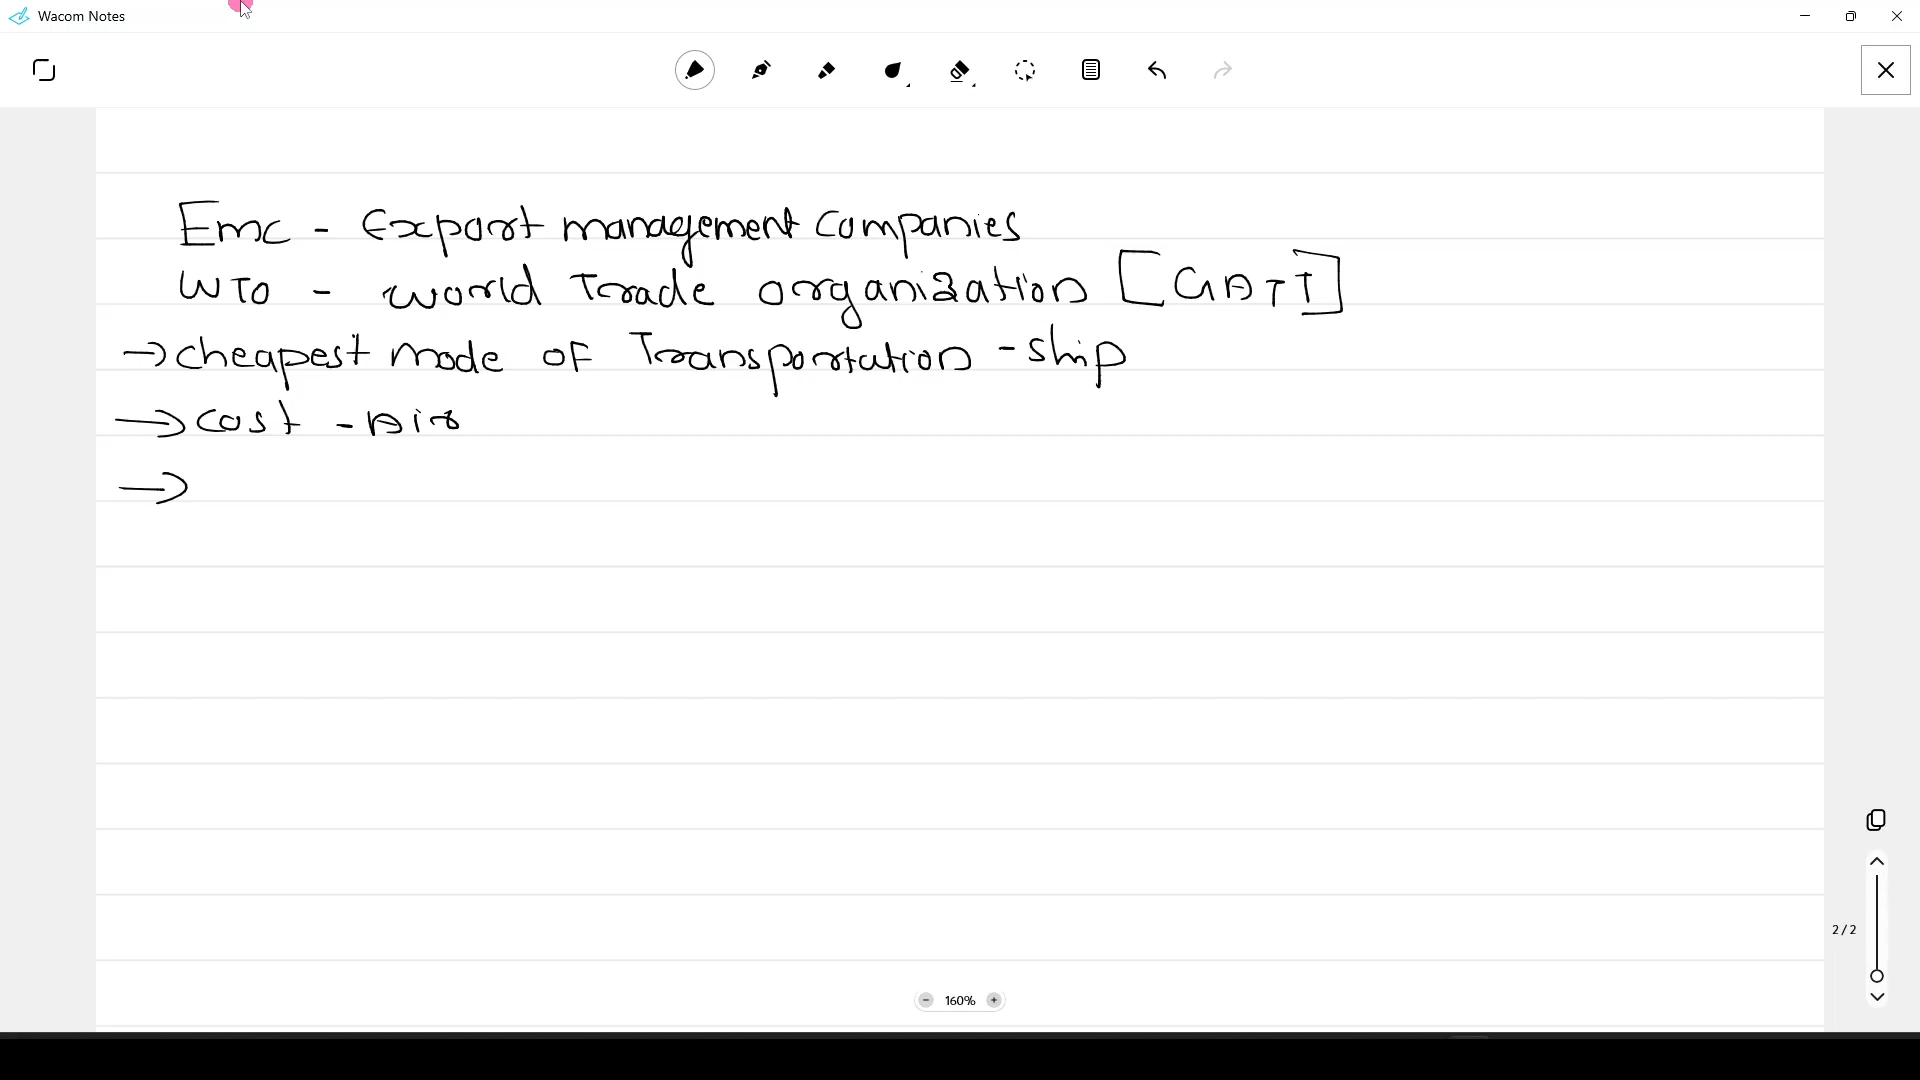 Wacom Notes
Emc - Export management companies
WTO - world Trade organisation [GATT]
→ cheapest mode of Transportation - ship
→ cost - Air
→
2/2
160%